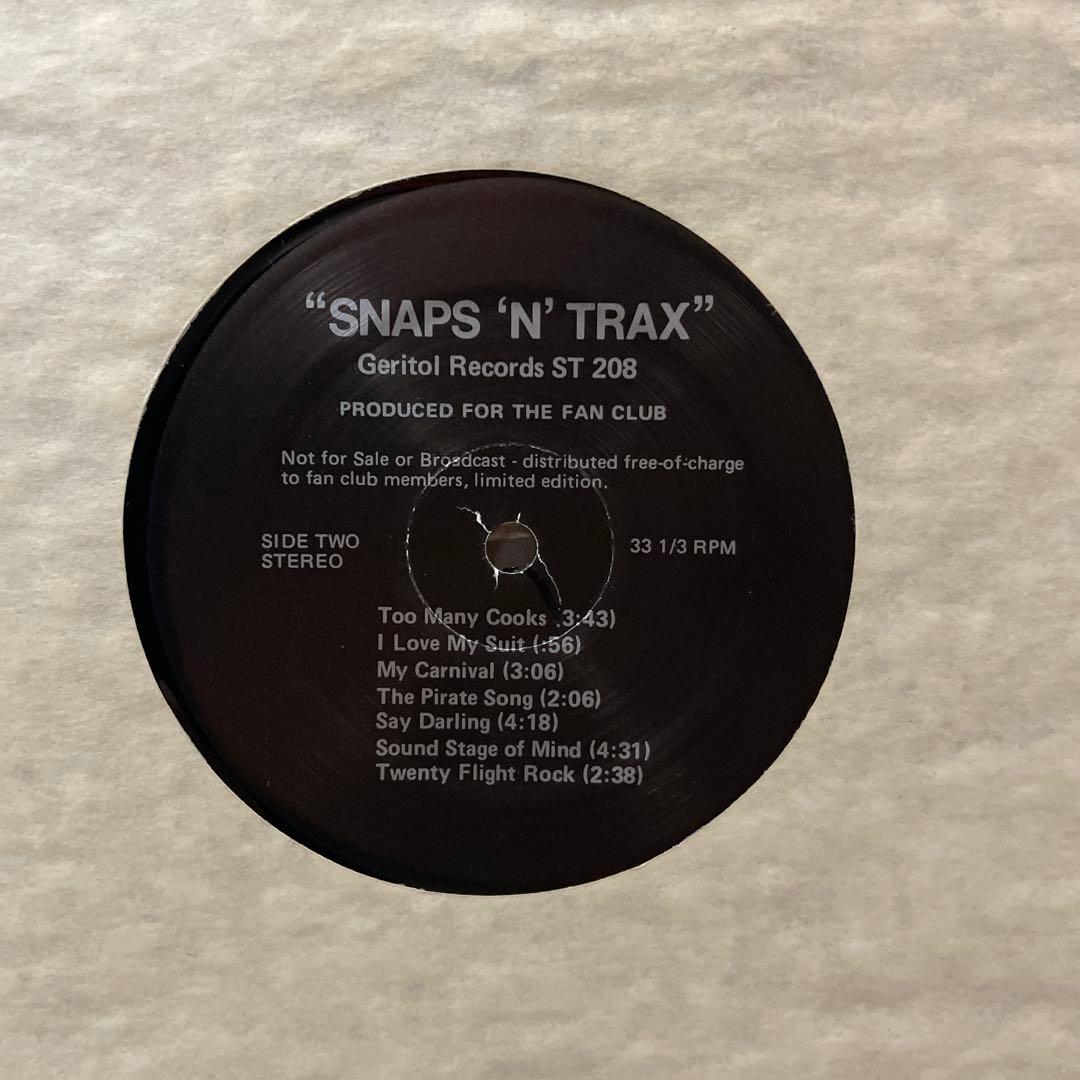 “SNAPS ‘N’ TRAX”
Geritol Records ST 208
PRODUCED FOR THE FAN CLUB
Not for Sale or Broadcast - distributed free-of-charge
to fan club members, limited edition.
SIDE TWO
STEREO
33 1/3 RPM
Too Many Cooks (3:43)
I Love My Suit (:56)
My Carnival (3:06)
The Pirate Song (2:06)
Say Darling (4:18)
Sound Stage of Mind (4:31)
Twenty Flight Rock (2:38)